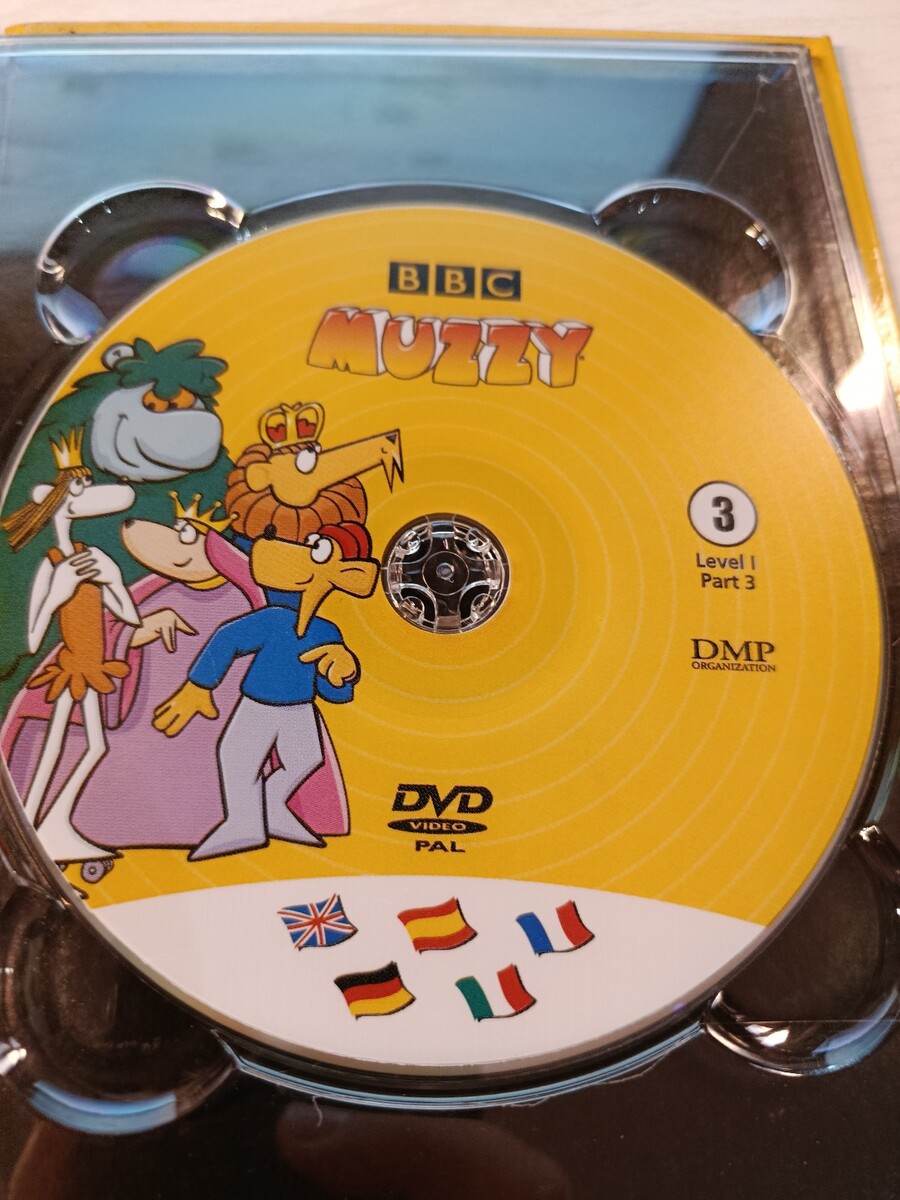 BBC
MUZZY
3
Level I
Part 3
DMP
ORGANIZATION
DVD
VIDEO
PAL